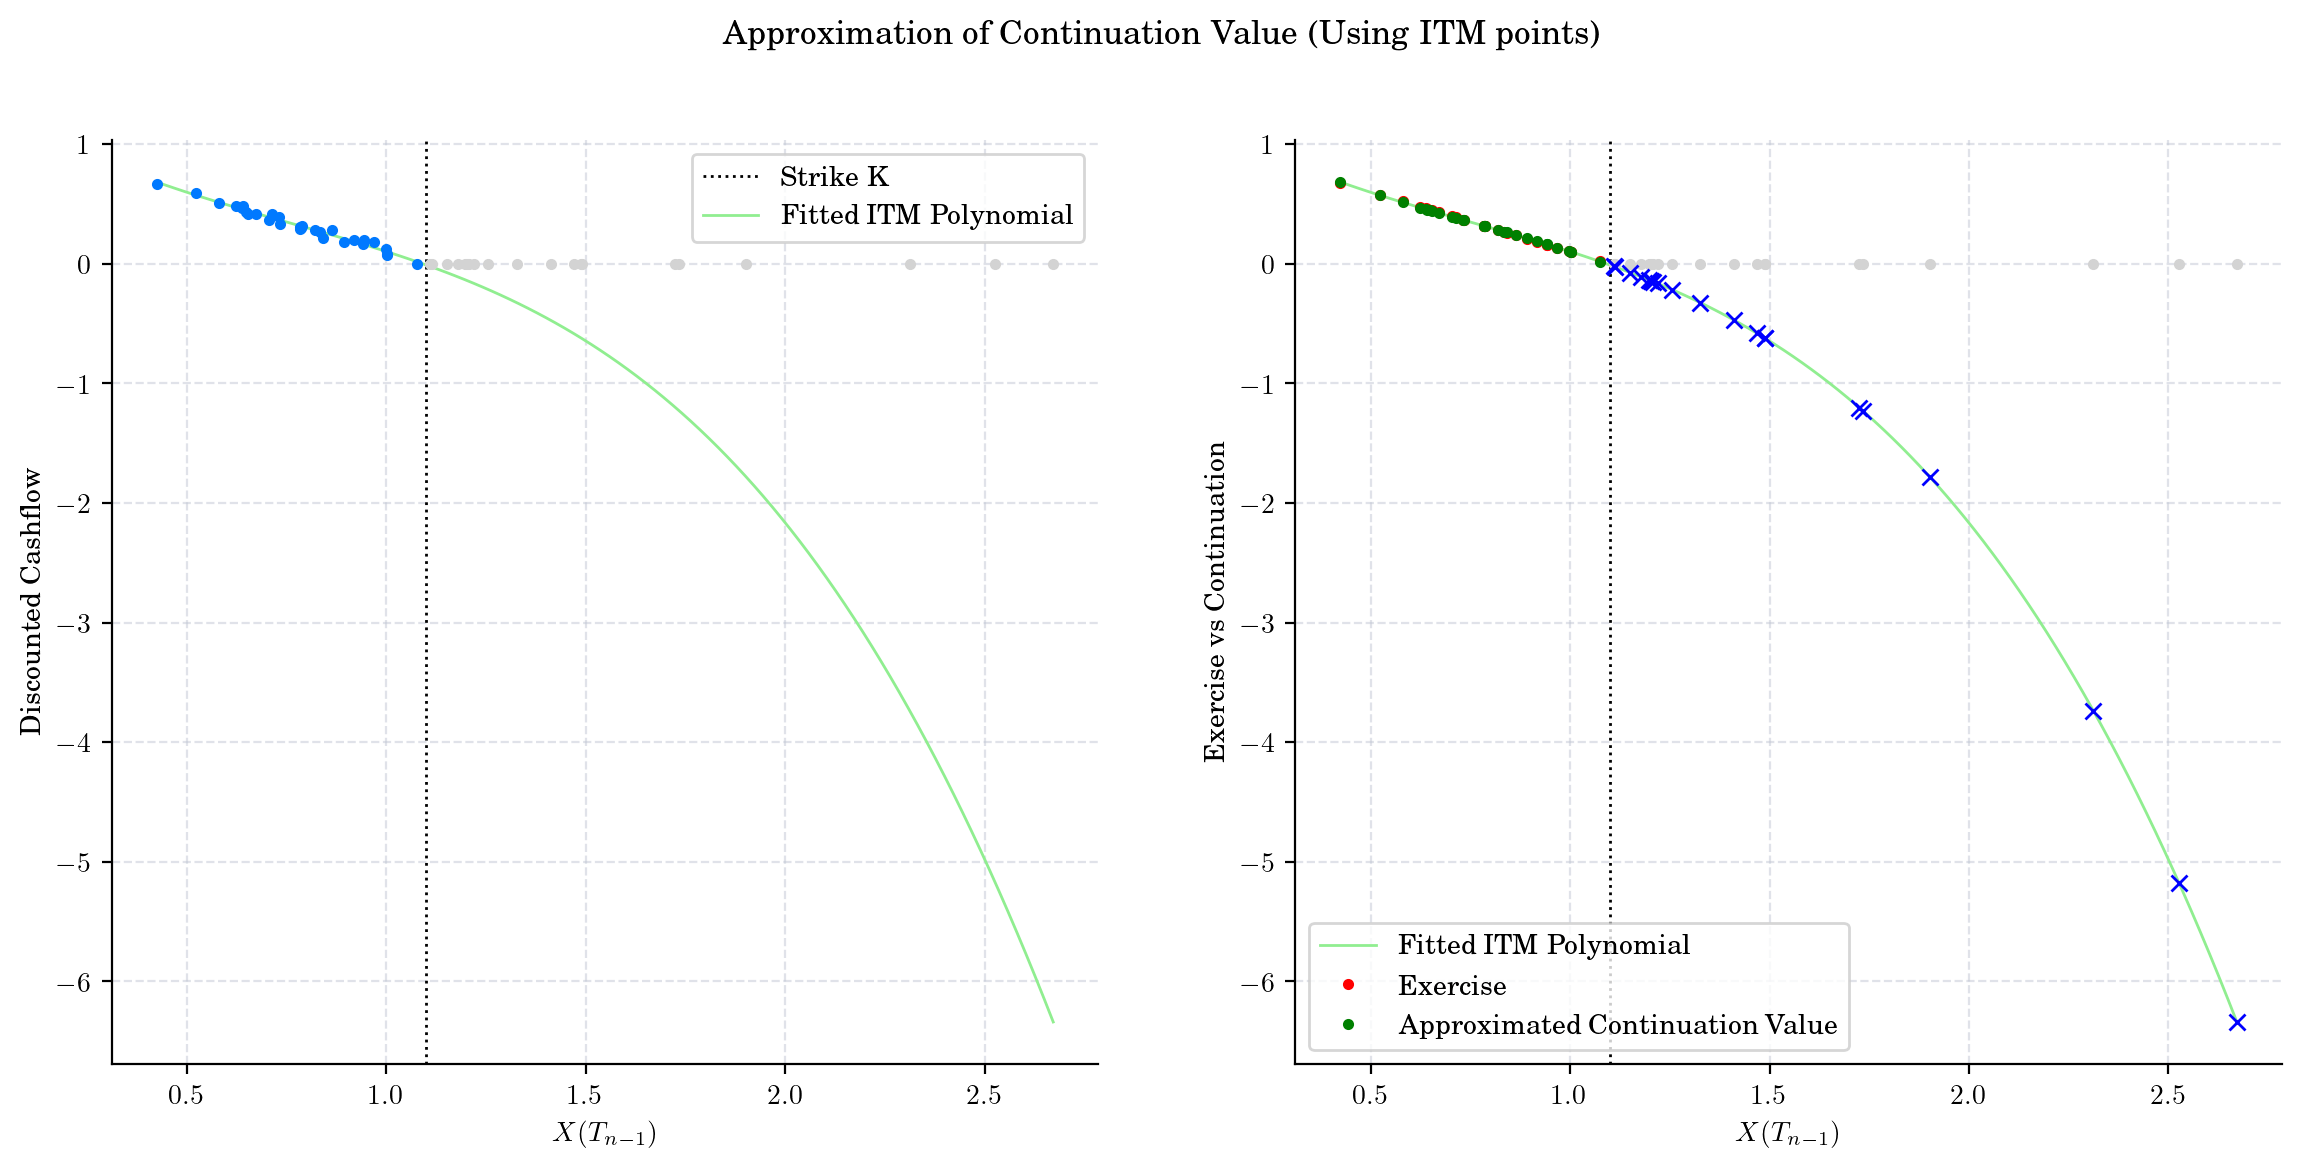 Approximation of Continuation Value (Using ITM points)
Discounted Cashflow
1
0
−1
−2
−3
−4
−5
−6
Strike K
Fitted ITM Polynomial
0.5
1.0
1.5
2.0
2.5
X(Tₙ₋₁)
Exercise vs Continuation
1
0
−1
−2
−3
−4
−5
−6
Fitted ITM Polynomial
Exercise
Approximated Continuation Value
0.5
1.0
1.5
2.0
2.5
X(Tₙ₋₁)